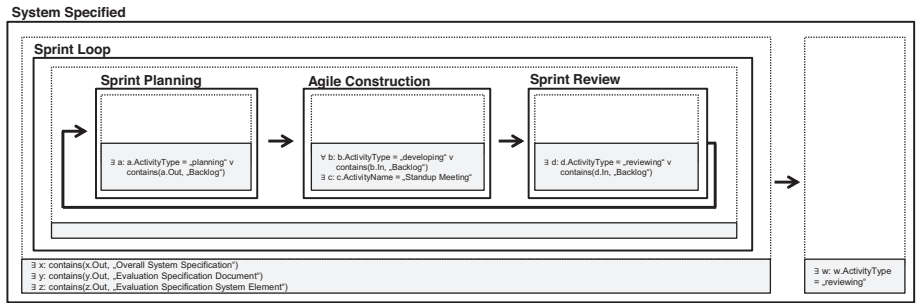 System Specified
Sprint Loop
Sprint Planning
Agile Construction
Sprint Review
∃ a: a.ActivityType = „planning“ v
contains(a.Out, „Backlog“)
∀ b: b.ActivityType = „developing“ v
contains(b.In, „Backlog“)
∃ c: c.ActivityName = „Standup Meeting“
∃ d: d.ActivityType = „reviewing“ v
contains(d.In, „Backlog“)
∃ x: contains(x.Out, „Overall System Specification“)
∃ y: contains(y.Out, „Evaluation Specification Document“)
∃ z: contains(z.Out, „Evaluation Specification System Element“)
∃ w: w.ActivityType
= „reviewing“